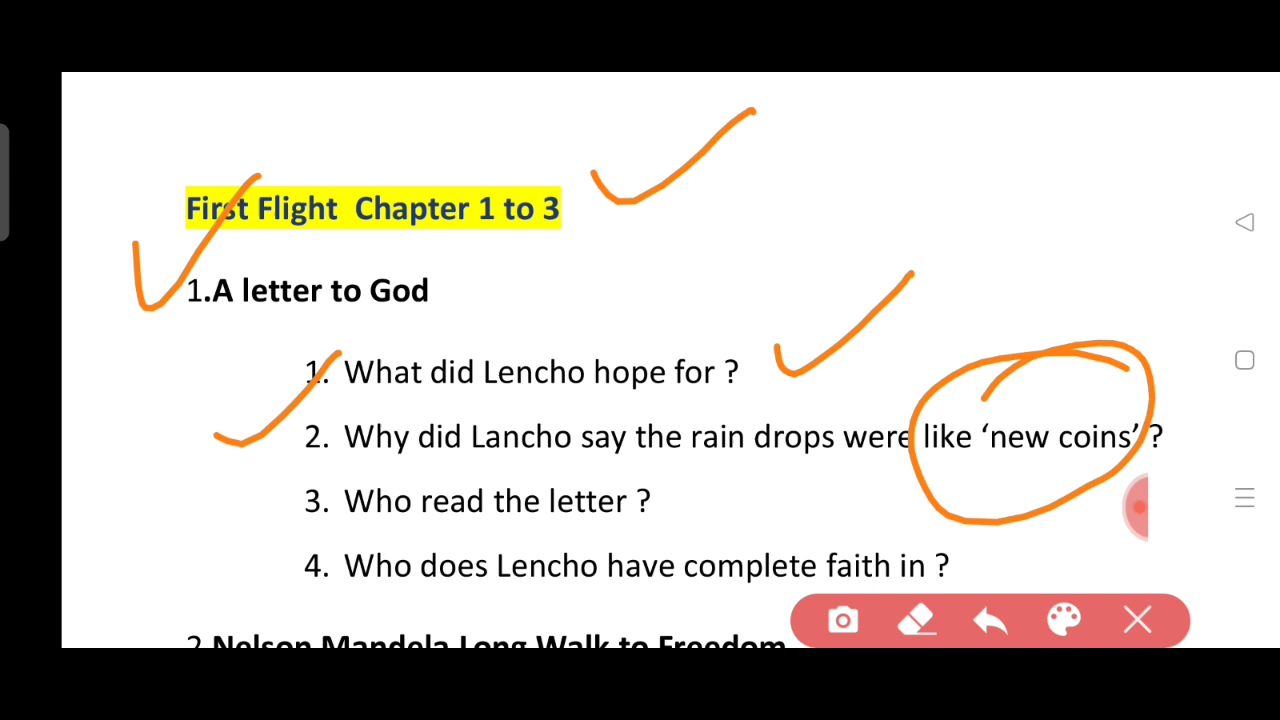 First Flight Chapter 1 to 3
1.A letter to God
1. What did Lencho hope for ?
2. Why did Lancho say the rain drops were like ‘new coins’ ?
3. Who read the letter ?
4. Who does Lencho have complete faith in ?
2.Nelson Mandela Long Walk to Freedom